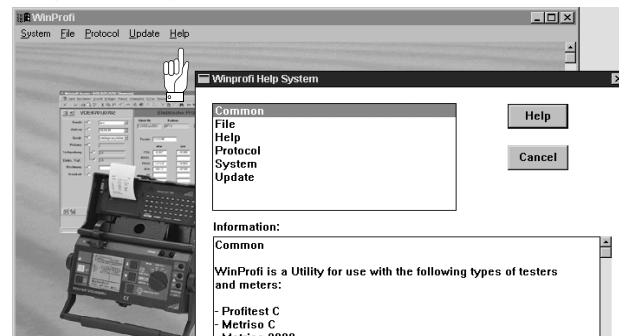 WinProfi
System File Protocol Update Help
Winprofi Help System
Common
File
Help
Protocol
System
Update
Help
Cancel
Information:
Common
WinProfi is a Utility for use with the following types of testers
and meters:
- Profitest C
- Metriso C